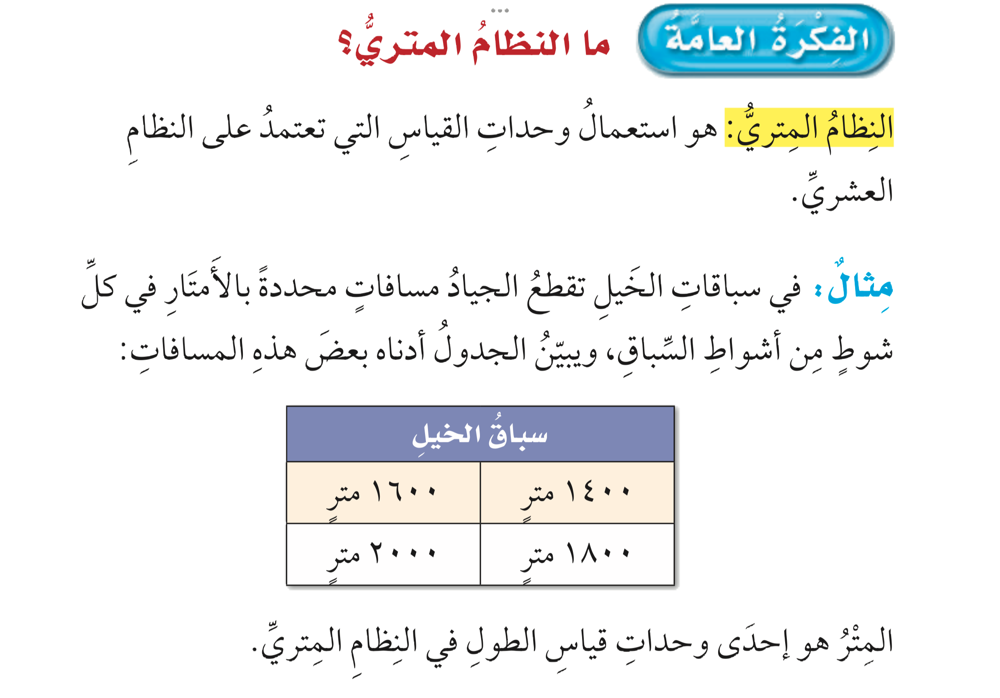 الفِكْرَةُ العامَّةُ ما النظامُ المتريُّ؟
النِظامُ المِتريُّ: هو استعمالُ وحداتِ القياسِ التي تعتمدُ على النظامِ
العشريِّ.
مِثالٌ: في سباقاتِ الخَيلِ تقطعُ الجيادُ مسافاتٍ محددةً بالأَمتَارِ في كلِّ
شوطٍ مِن أشواطِ السِّباقِ، ويبيّنُ الجدولُ أدناه بعضَ هذهِ المسافاتِ:
سباقُ الخيلِ
١٤٠٠ مترٍ ١٦٠٠ مترٍ
١٨٠٠ مترٍ ٢٠٠٠ مترٍ
المِتْرُ هو إحدَى وحداتِ قياسِ الطولِ في النِظامِ المِتريِّ.